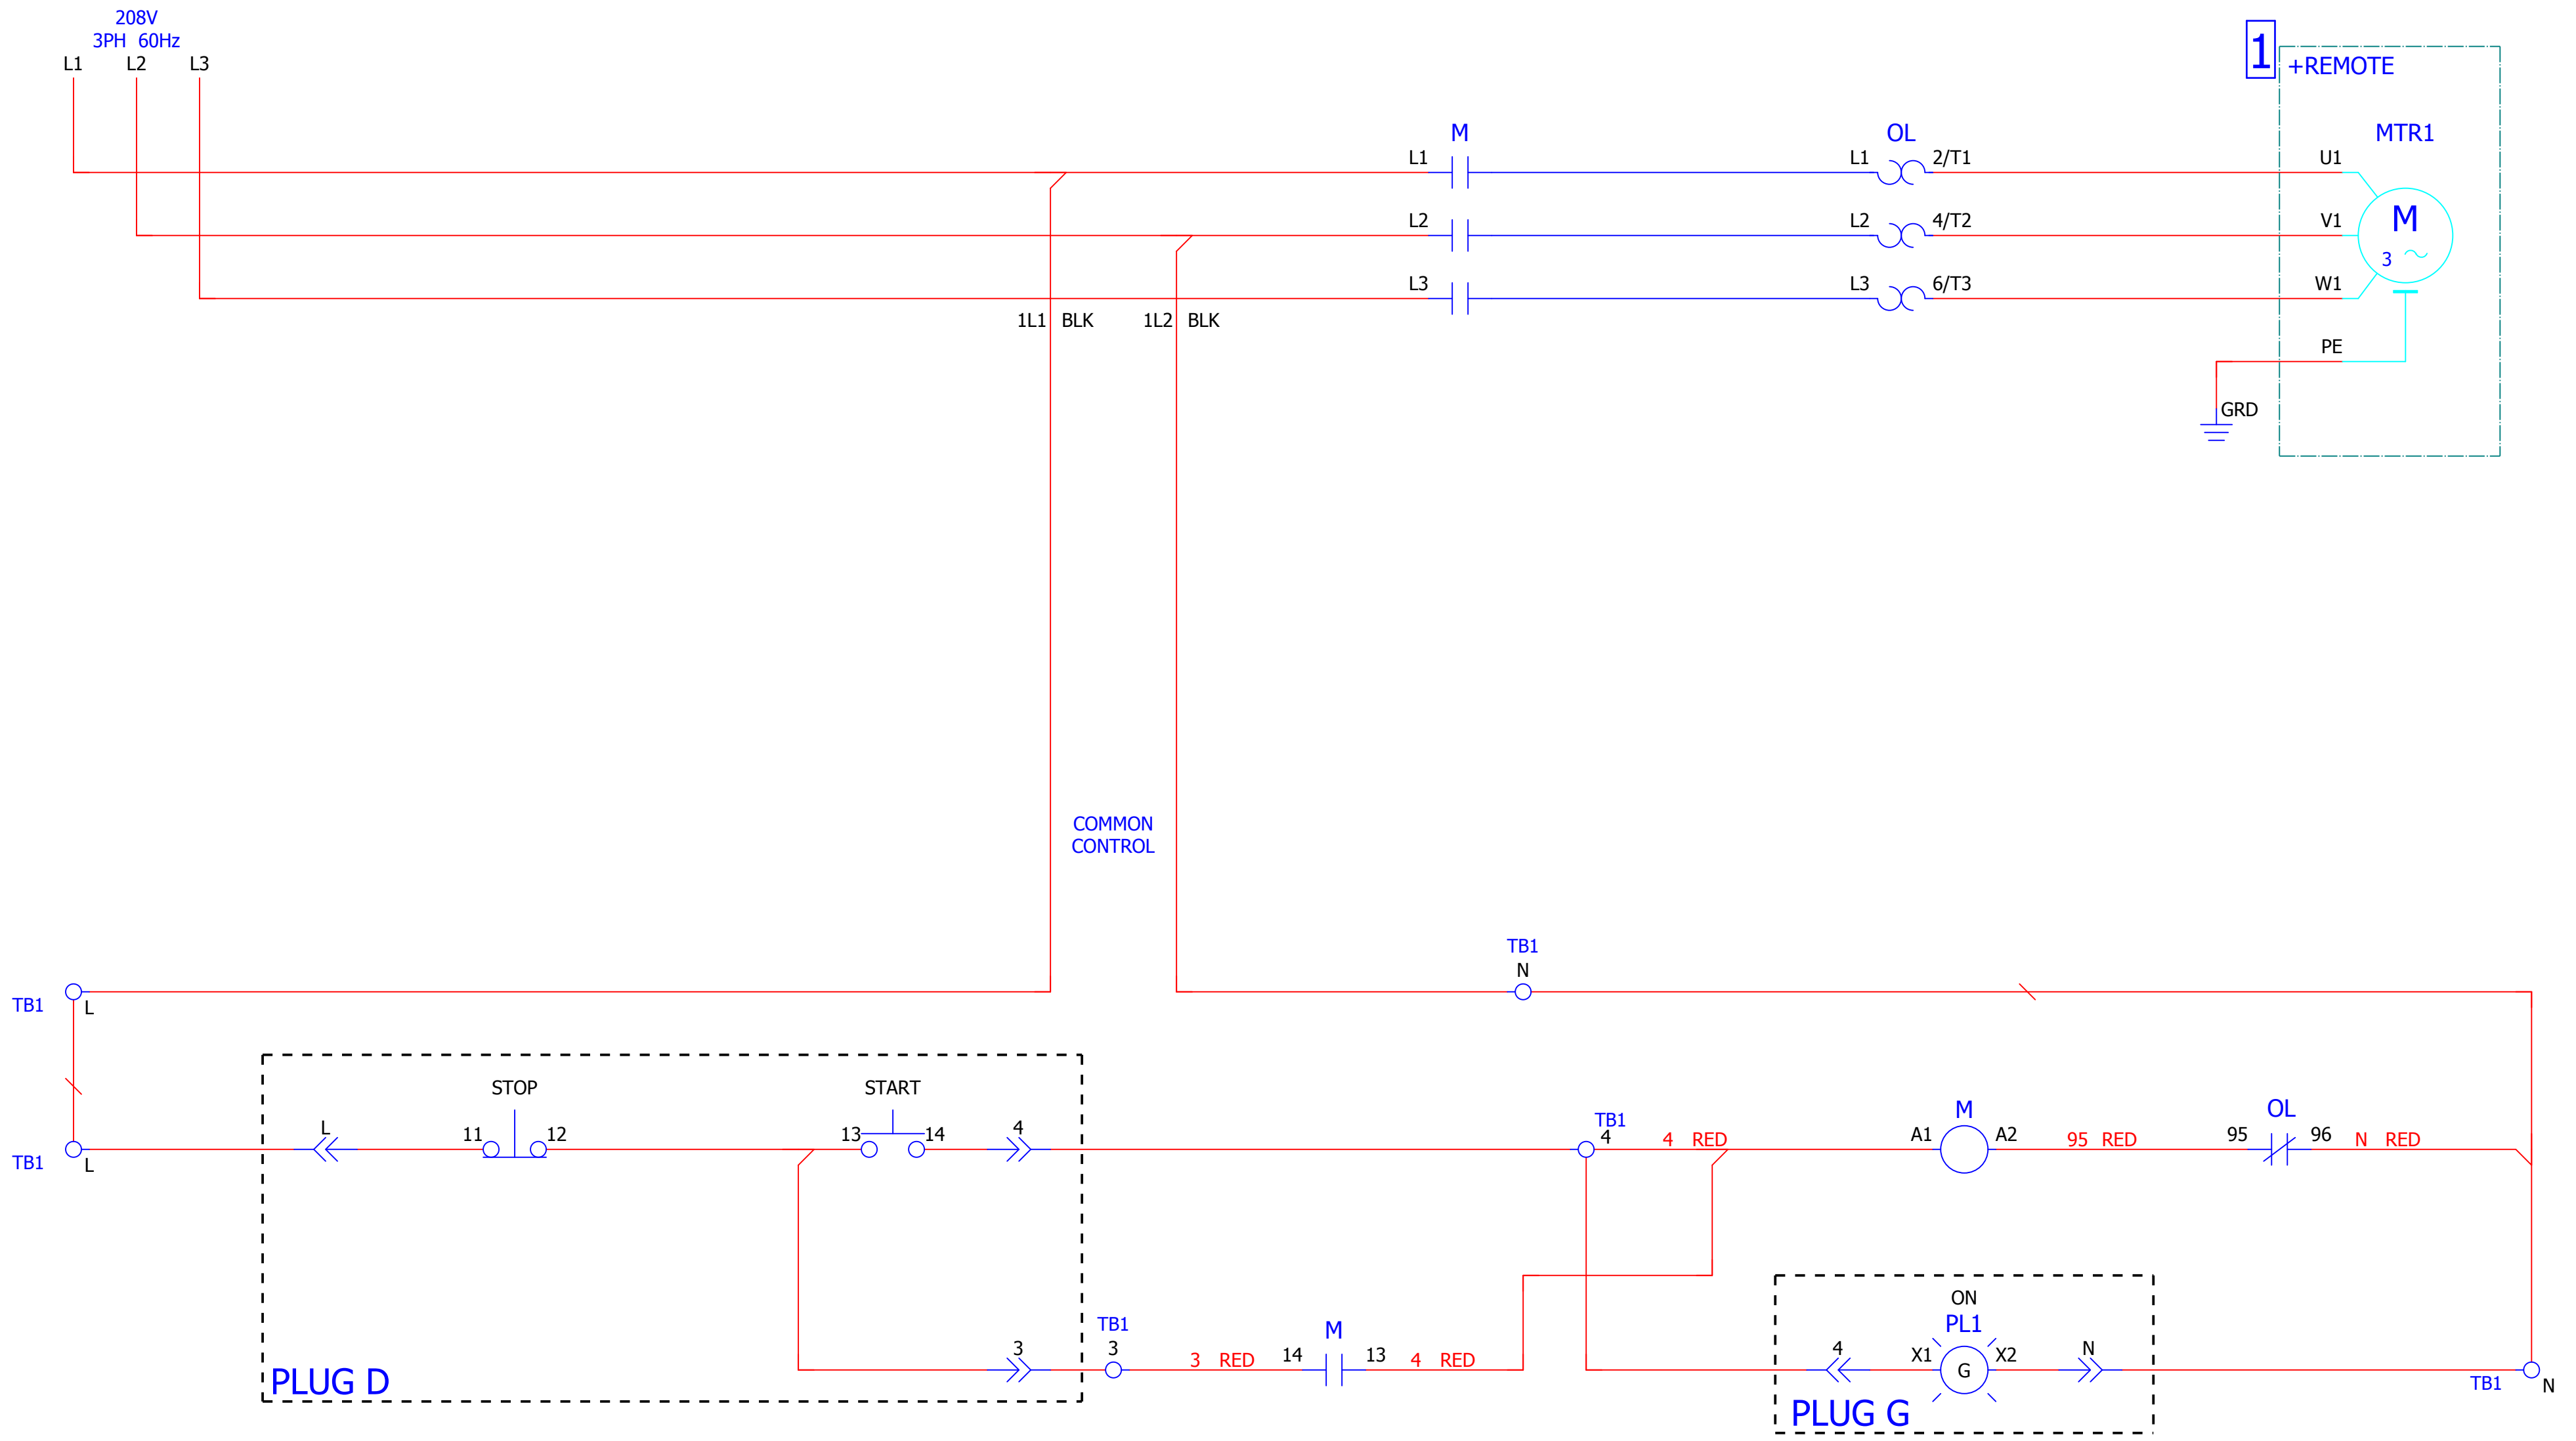 208V
3PH 60Hz
L1 L2 L3
1
+REMOTE
M OL MTR1
L1 L1 2/T1 U1
L2 L2 4/T2 V1
M
3
L3 L3 6/T3 W1
1L1 BLK 1L2 BLK
PE
GRD
COMMON
CONTROL
TB1
N
TB1
L
STOP START
L 11 12 13 14 4
TB1
4
4 RED
M
A1 A2
95 RED
OL
95 96
N RED
TB1
L
ON
PL1
3
TB1
3
3 RED
M
14 13
4 RED
4 X1 G X2 N
TB1
N
PLUG D
PLUG G